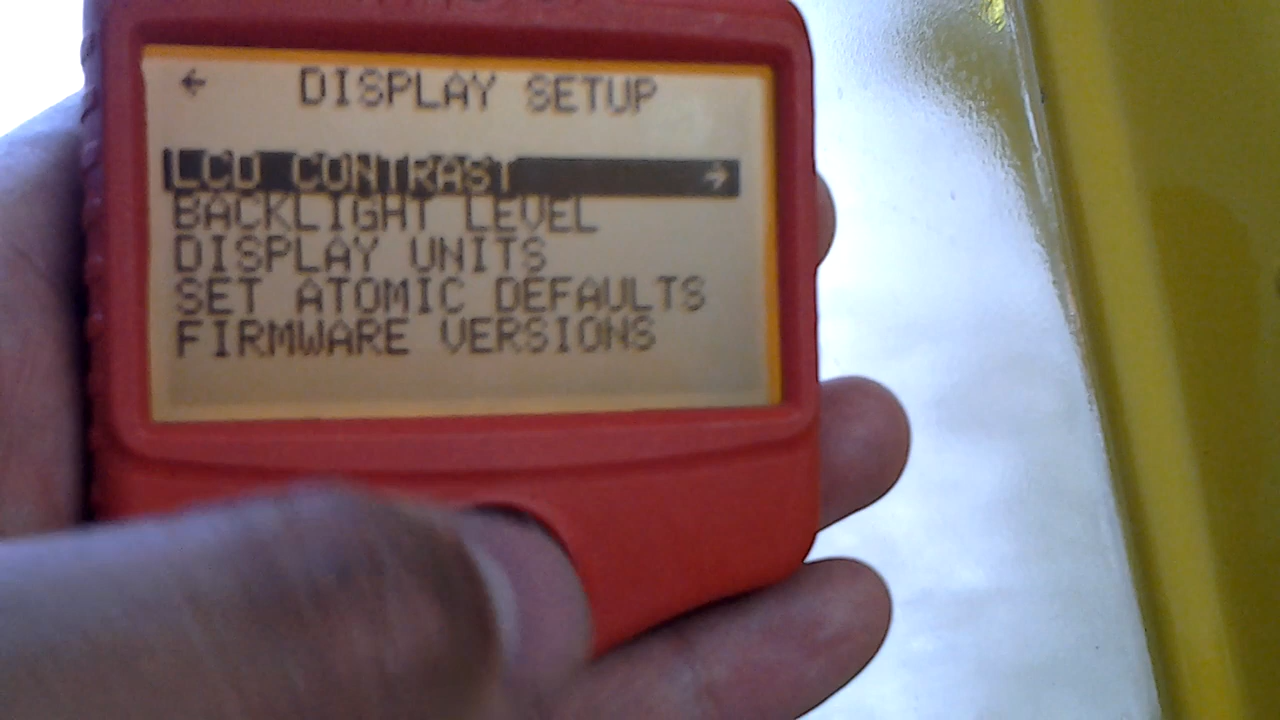 ← DISPLAY SETUP
LCD CONTRAST →
BACKLIGHT LEVEL
DISPLAY UNITS
SET ATOMIC DEFAULTS
FIRMWARE VERSIONS